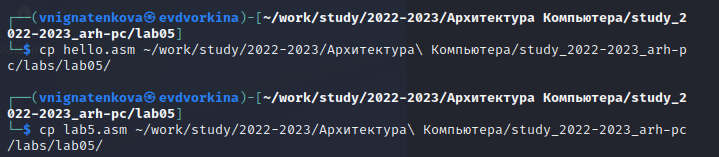 ┌──(vnignatenkova㉿evdvorkina)-[~/work/study/2022-2023/Архитектура Компьютера/study_2
022-2023_arh-pc/lab05]
└─$ cp hello.asm ~/work/study/2022-2023/Архитектура\ Компьютера/study_2022-2023_arh-p
c/labs/lab05/
┌──(vnignatenkova㉿evdvorkina)-[~/work/study/2022-2023/Архитектура Компьютера/study_2
022-2023_arh-pc/lab05]
└─$ cp lab5.asm ~/work/study/2022-2023/Архитектура\ Компьютера/study_2022-2023_arh-pc
/labs/lab05/